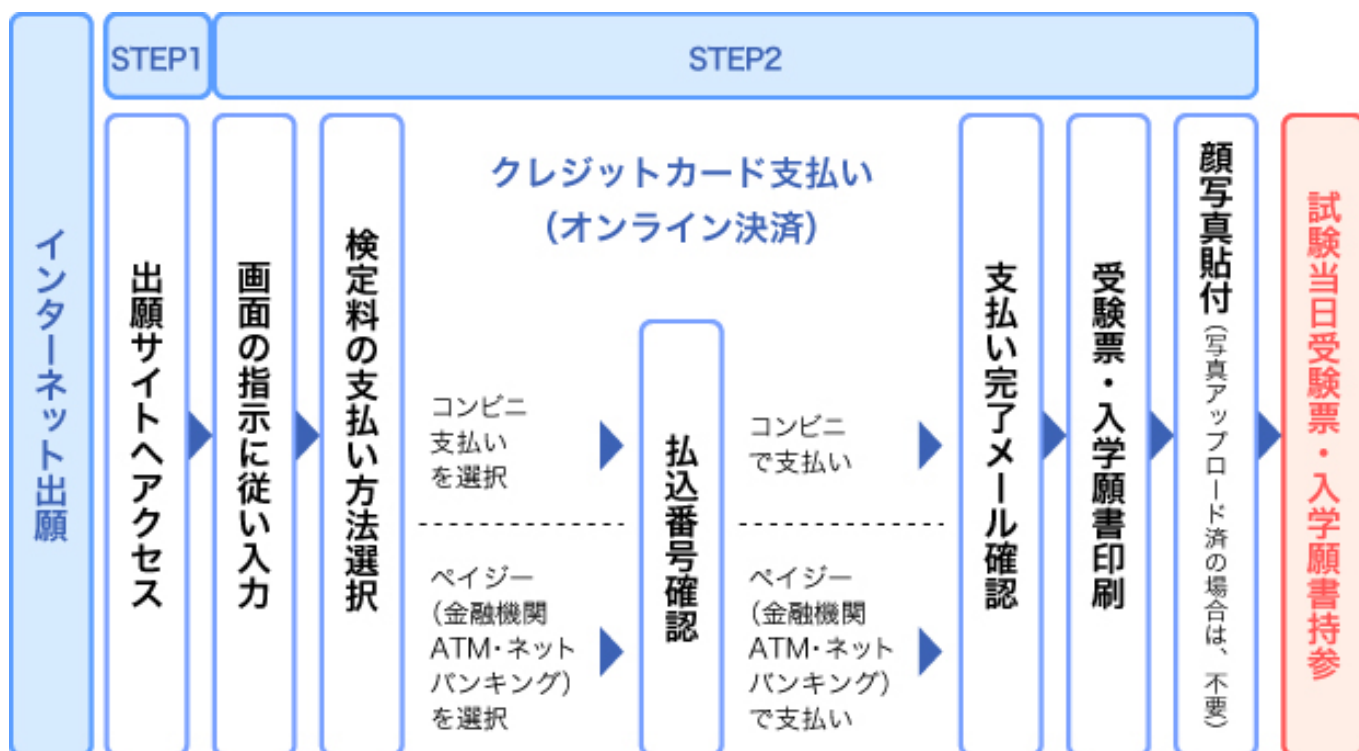 インターネット出願
STEP1
STEP2
出願サイトへアクセス
画面の指示に従い入力
検定料の支払い方法選択
クレジットカード支払い
(オンライン決済)
コンビニ
支払い
を選択
ペイジー
(金融機関
ATM・ネット
バンキング)
を選択
払込番号確認
コンビニ
で支払い
ペイジー
(金融機関
ATM・ネット
バンキング)
で支払い
支払い完了メール確認
受験票・入学願書印刷
顔写真貼付(写真アップロード済の場合は、不要)
試験当日受験票・入学願書持参